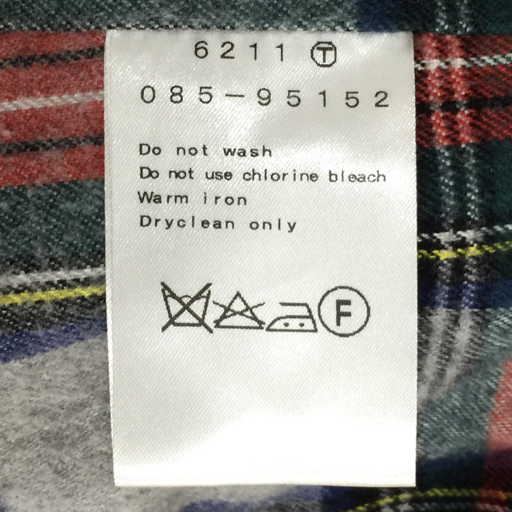 6211 Ⓣ
085-95152
Do not wash
Do not use chlorine bleach
Warm iron
Dryclean only
F